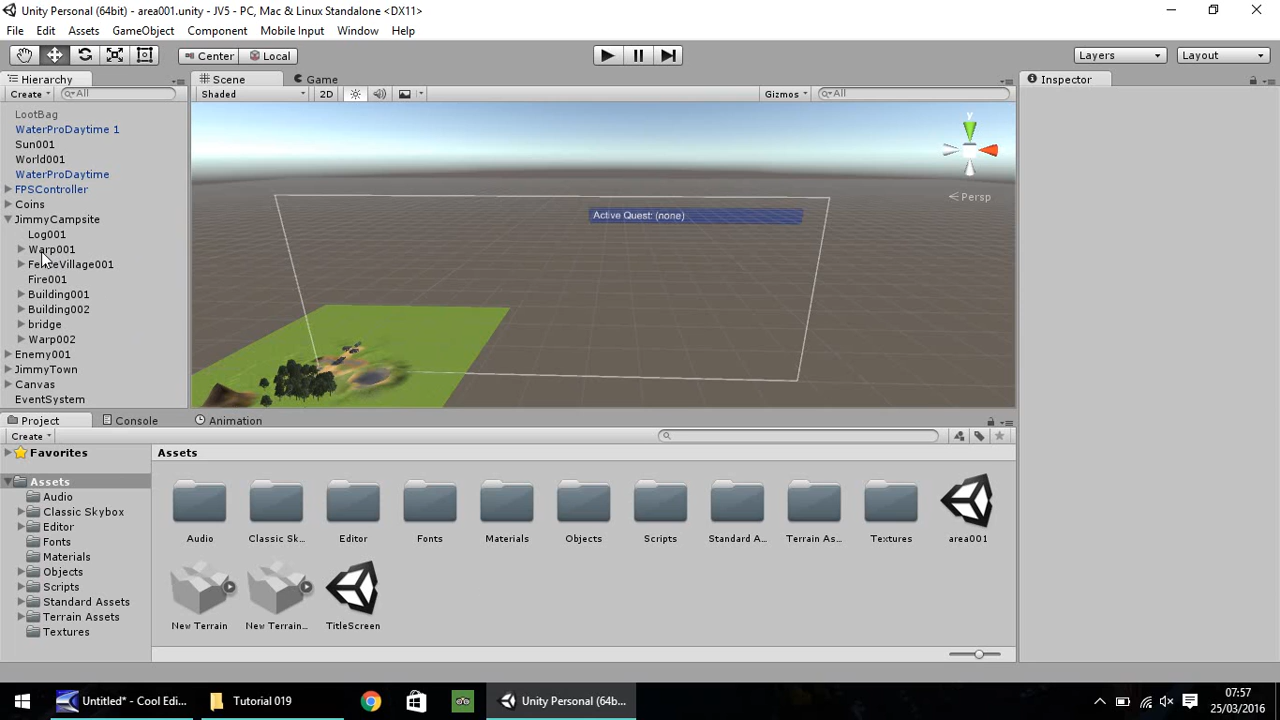 Unity Personal (64bit) - area001.unity - JV5 - PC, Mac & Linux Standalone <DX11>
File Edit Assets GameObject Component Mobile Input Window Help
Center Local Layers Layout
Hierarchy Scene Game Inspector
Create All Shaded 2D Gizmos All
LootBag
WaterProDaytime 1
Sun001
World001
WaterProDaytime
FPSController
Coins
JimmyCampsite
Log001
Warp001
FenceVillage001
Fire001
Building001
Building002
bridge
Warp002
Enemy001
JimmyTown
Canvas
EventSystem
y
Persp
Active Quest: (none)
Project Console Animation
Create
Favorites
Assets
Audio
Classic Skybox
Editor
Fonts
Materials
Objects
Scripts
Standard Assets
Terrain Assets
Textures
Assets
Audio Classic Sk... Editor Fonts Materials Objects Scripts Standard A... Terrain As... Textures area001
New Terrain New Terrain... TitleScreen
Untitled* - Cool Edi... Tutorial 019 Unity Personal (64b...
07:57
25/03/2016